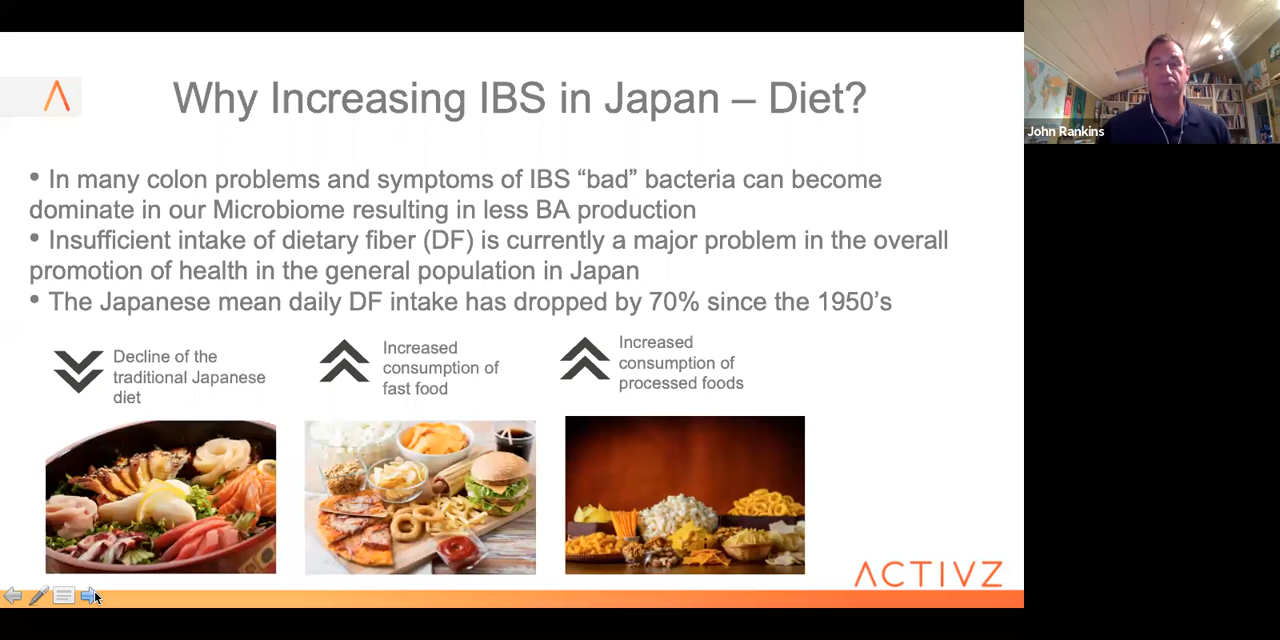 Why Increasing IBS in Japan – Diet?
John Rankins
• In many colon problems and symptoms of IBS “bad” bacteria can become
dominate in our Microbiome resulting in less BA production
• Insufficient intake of dietary fiber (DF) is currently a major problem in the overall
promotion of health in the general population in Japan
• The Japanese mean daily DF intake has dropped by 70% since the 1950’s
Decline of the
traditional Japanese
diet
Increased
consumption of
fast food
Increased
consumption of
processed foods
ACTIVZ